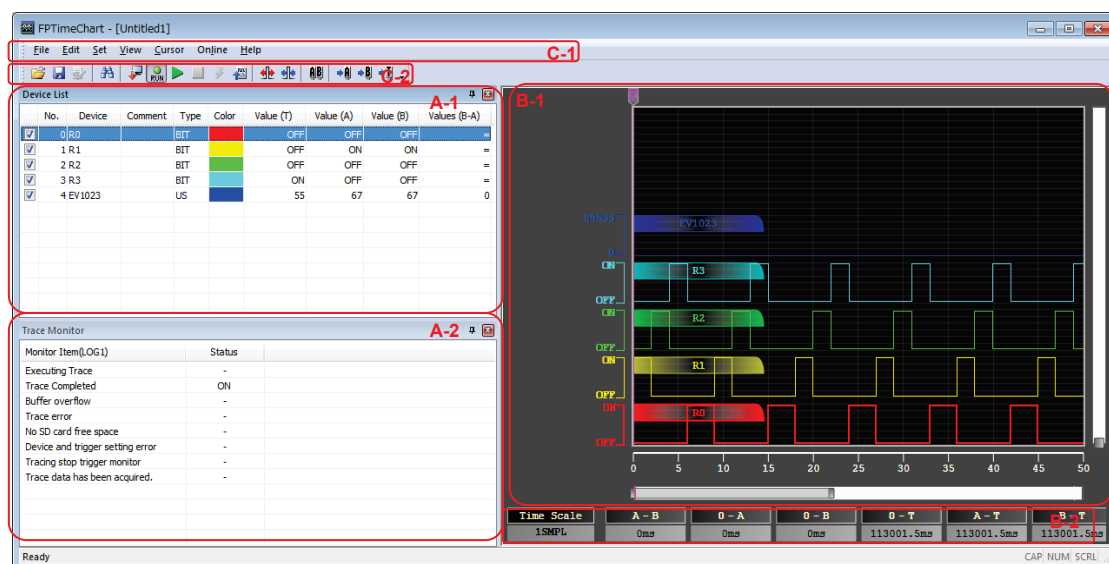 FPTimeChart - [Untitled1]
File Edit Set View Cursor Online Help
C-1
RUN A|B A B T
C-2
Device List
A-1
No. Device Comment Type Color Value (T) Value (A) Value (B) Values (B-A)
0 R0 BIT OFF OFF OFF =
1 R1 BIT OFF ON ON =
2 R2 BIT OFF OFF OFF =
3 R3 BIT ON OFF OFF =
4 EV1023 US 55 67 67 0
Trace Monitor
A-2
Monitor Item(LOG1) Status
Executing Trace -
Trace Completed ON
Buffer overflow -
Trace error -
No SD card free space -
Device and trigger setting error -
Tracing stop trigger monitor -
Trace data has been acquired. -
B-1
65535
EV1023
0
ON
R3
OFF
ON
R2
OFF
ON
R1
OFF
ON
R0
OFF
0 5 10 15 20 25 30 35 40 45 50
Time Scale A - B 0 - A 0 - B 0 - T A - T B - T
B-2
1SMPL 0ms 0ms 0ms 113001.5ms 113001.5ms 113001.5ms
Ready
CAP NUM SCRL